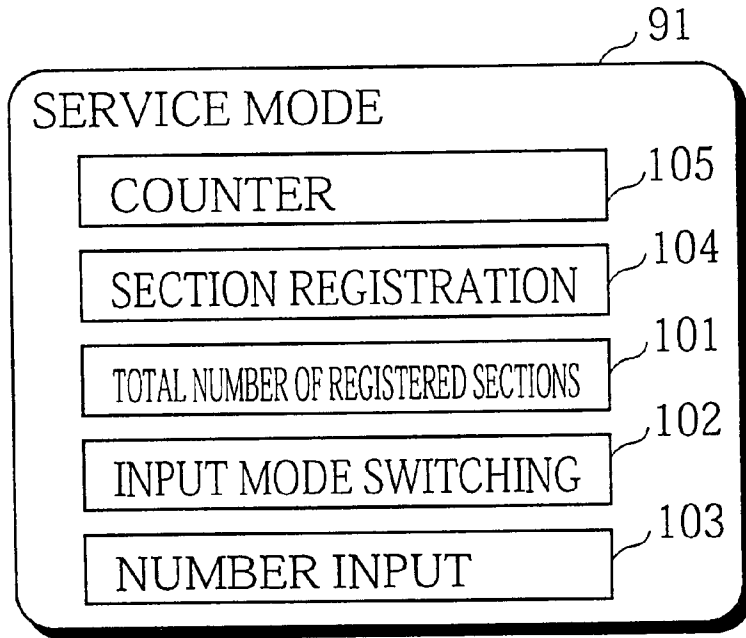 91
SERVICE MODE
COUNTER 105
SECTION REGISTRATION 104
TOTAL NUMBER OF REGISTERED SECTIONS 101
INPUT MODE SWITCHING 102
NUMBER INPUT 103